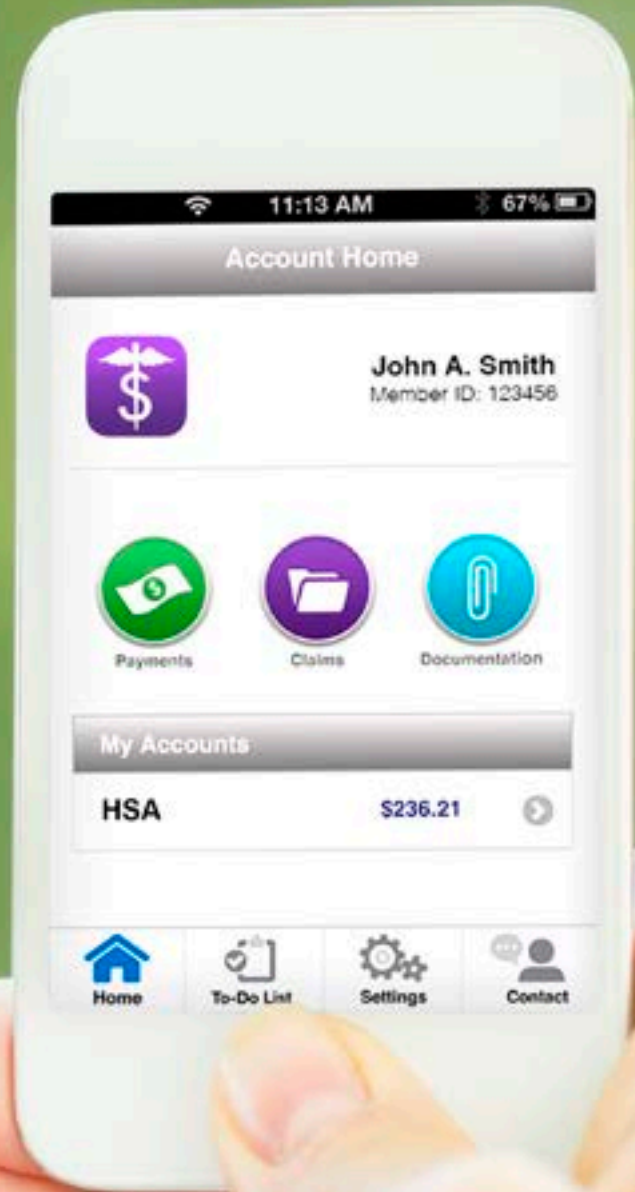 11:13 AM 67%
Account Home
John A. Smith
Member ID: 123456
Payments Claims Documentation
My Accounts
HSA $236.21
Home To-Do List Settings Contact